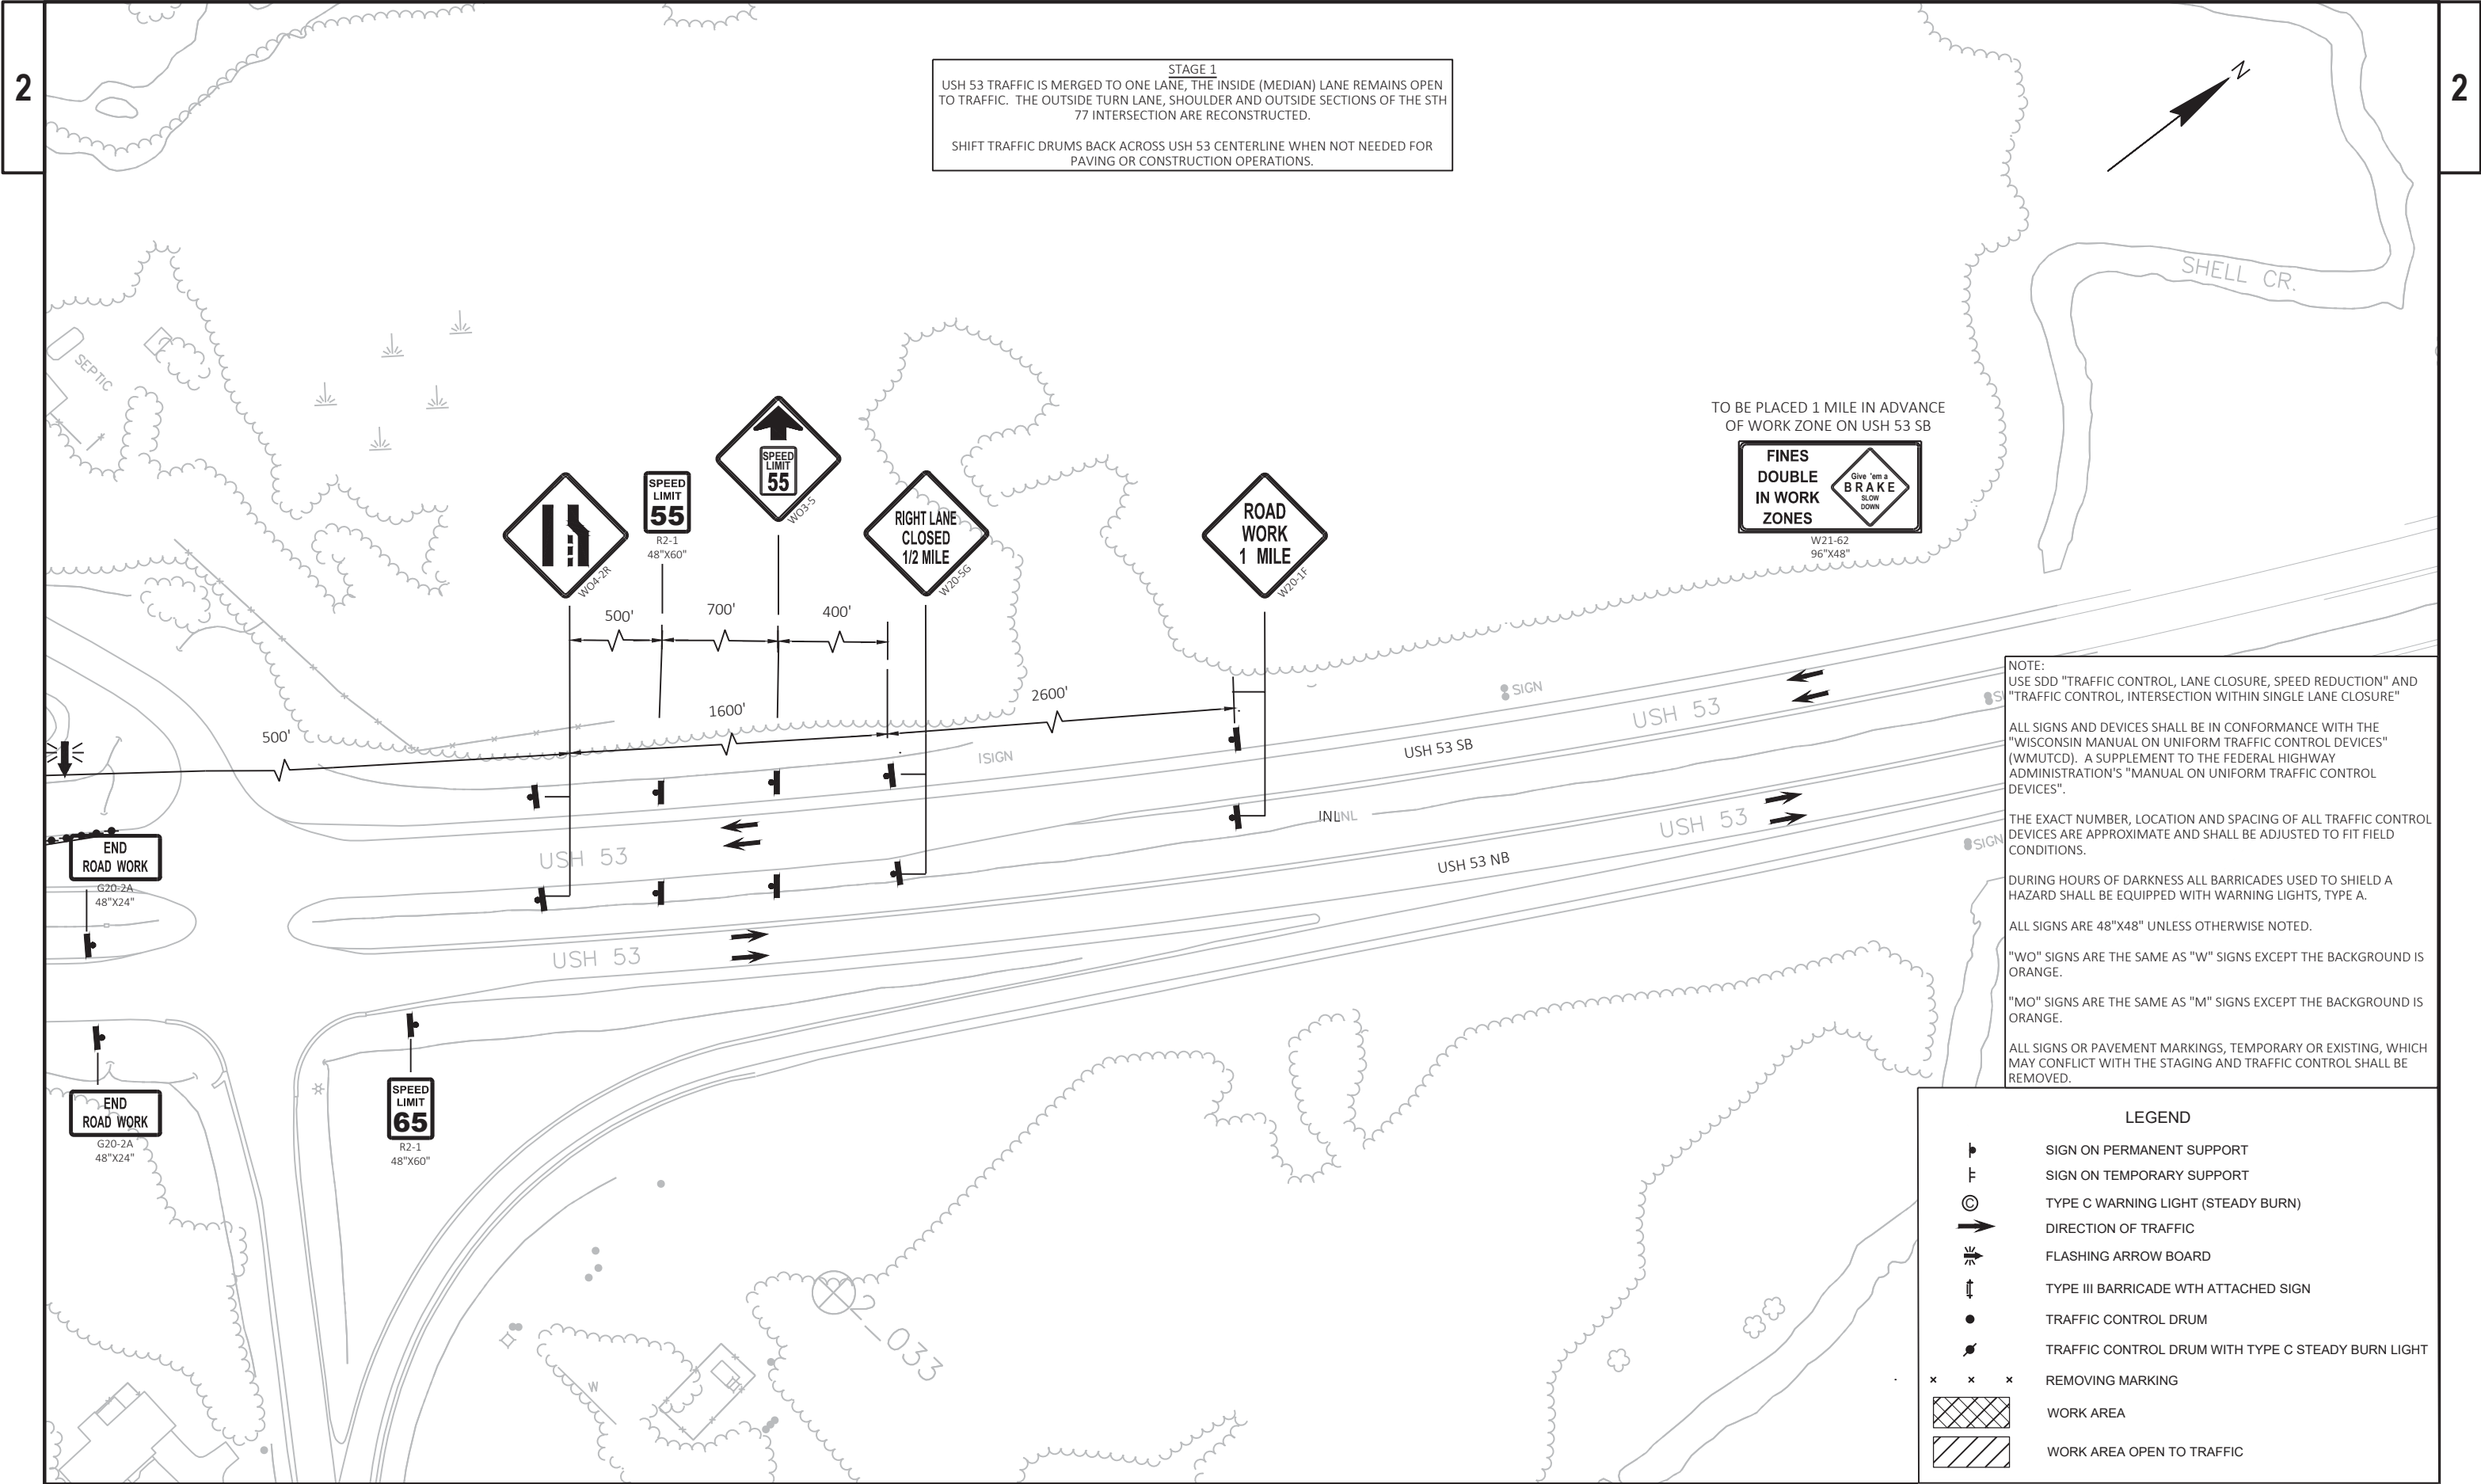 2
2
STAGE 1
USH 53 TRAFFIC IS MERGED TO ONE LANE, THE INSIDE (MEDIAN) LANE REMAINS OPEN
TO TRAFFIC.  THE OUTSIDE TURN LANE, SHOULDER AND OUTSIDE SECTIONS OF THE STH
77 INTERSECTION ARE RECONSTRUCTED.
SHIFT TRAFFIC DRUMS BACK ACROSS USH 53 CENTERLINE WHEN NOT NEEDED FOR
PAVING OR CONSTRUCTION OPERATIONS.
N
SHELL CR.
SEPTIC
TO BE PLACED 1 MILE IN ADVANCE
OF WORK ZONE ON USH 53 SB
FINES
DOUBLE
IN WORK
ZONES
Give 'em a
BRAKE
SLOW
DOWN
W21-62
96"X48"
WO4-2R
SPEED
LIMIT
55
R2-1
48"X60"
SPEED
LIMIT
55
WO3-5
RIGHT LANE
CLOSED
1/2 MILE
W20-5G
ROAD
WORK
1 MILE
W20-1F
500'
700'
400'
500'
1600'
2600'
SIGN
ISIGN
INL
INL
USH 53
USH 53 SB
USH 53
USH 53 NB
USH 53
USH 53
SIGN
END
ROAD WORK
G20-2A
48"X24"
END
ROAD WORK
G20-2A
48"X24"
SPEED
LIMIT
65
R2-1
48"X60"
2-033
W
NOTE:
USE SDD "TRAFFIC CONTROL, LANE CLOSURE, SPEED REDUCTION" AND
"TRAFFIC CONTROL, INTERSECTION WITHIN SINGLE LANE CLOSURE"
ALL SIGNS AND DEVICES SHALL BE IN CONFORMANCE WITH THE
"WISCONSIN MANUAL ON UNIFORM TRAFFIC CONTROL DEVICES"
(WMUTCD).  A SUPPLEMENT TO THE FEDERAL HIGHWAY
ADMINISTRATION'S "MANUAL ON UNIFORM TRAFFIC CONTROL
DEVICES".
THE EXACT NUMBER, LOCATION AND SPACING OF ALL TRAFFIC CONTROL
DEVICES ARE APPROXIMATE AND SHALL BE ADJUSTED TO FIT FIELD
CONDITIONS.
DURING HOURS OF DARKNESS ALL BARRICADES USED TO SHIELD A
HAZARD SHALL BE EQUIPPED WITH WARNING LIGHTS, TYPE A.
ALL SIGNS ARE 48"X48" UNLESS OTHERWISE NOTED.
"WO" SIGNS ARE THE SAME AS "W" SIGNS EXCEPT THE BACKGROUND IS
ORANGE.
"MO" SIGNS ARE THE SAME AS "M" SIGNS EXCEPT THE BACKGROUND IS
ORANGE.
ALL SIGNS OR PAVEMENT MARKINGS, TEMPORARY OR EXISTING, WHICH
MAY CONFLICT WITH THE STAGING AND TRAFFIC CONTROL SHALL BE
REMOVED.
LEGEND
SIGN ON PERMANENT SUPPORT
SIGN ON TEMPORARY SUPPORT
C TYPE C WARNING LIGHT (STEADY BURN)
DIRECTION OF TRAFFIC
FLASHING ARROW BOARD
TYPE III BARRICADE WTH ATTACHED SIGN
TRAFFIC CONTROL DRUM
TRAFFIC CONTROL DRUM WITH TYPE C STEADY BURN LIGHT
REMOVING MARKING
WORK AREA
WORK AREA OPEN TO TRAFFIC